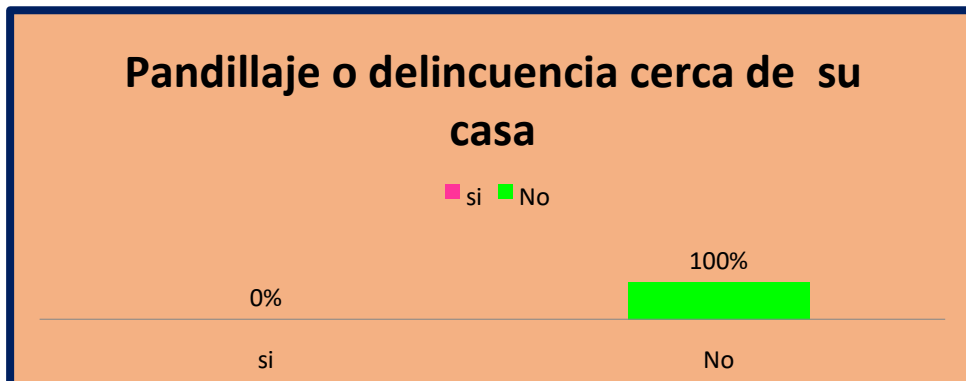 Pandillaje o delincuencia cerca de su
casa
si No
100%
0%
si No